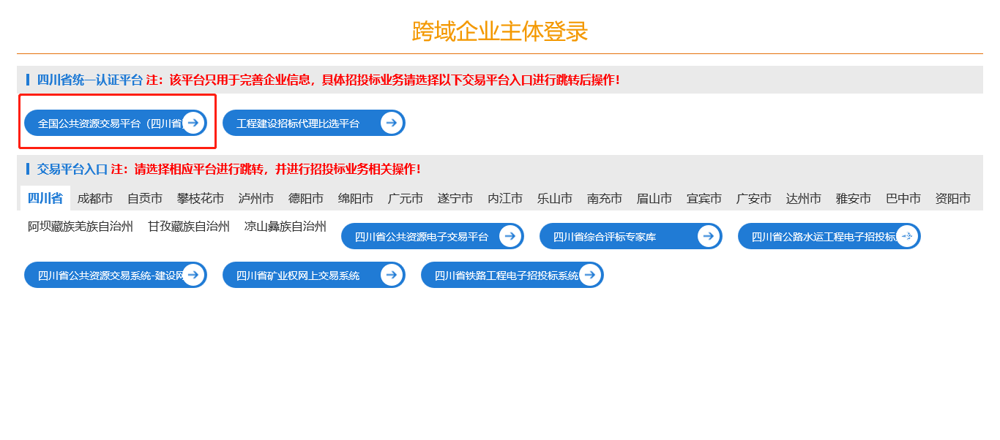 跨域企业主体登录
四川省统一认证平台 注：该平台只用于完善企业信息，具体招投标业务请选择以下交易平台入口进行跳转后操作！
全国公共资源交易平台（四川省 工程建设招标代理比选平台
交易平台入口 注：请选择相应平台进行跳转，并进行招投标业务相关操作！
四川省 成都市 自贡市 攀枝花市 泸州市 德阳市 绵阳市 广元市 遂宁市 内江市 乐山市 南充市 眉山市 宜宾市 广安市 达州市 雅安市 巴中市 资阳市
阿坝藏族羌族自治州 甘孜藏族自治州 凉山彝族自治州 四川省公共资源电子交易平台 四川省综合评标专家库 四川省公路水运工程电子招投标
四川省公共资源交易系统-建设网 四川省矿业权网上交易系统 四川省铁路工程电子招投标系统